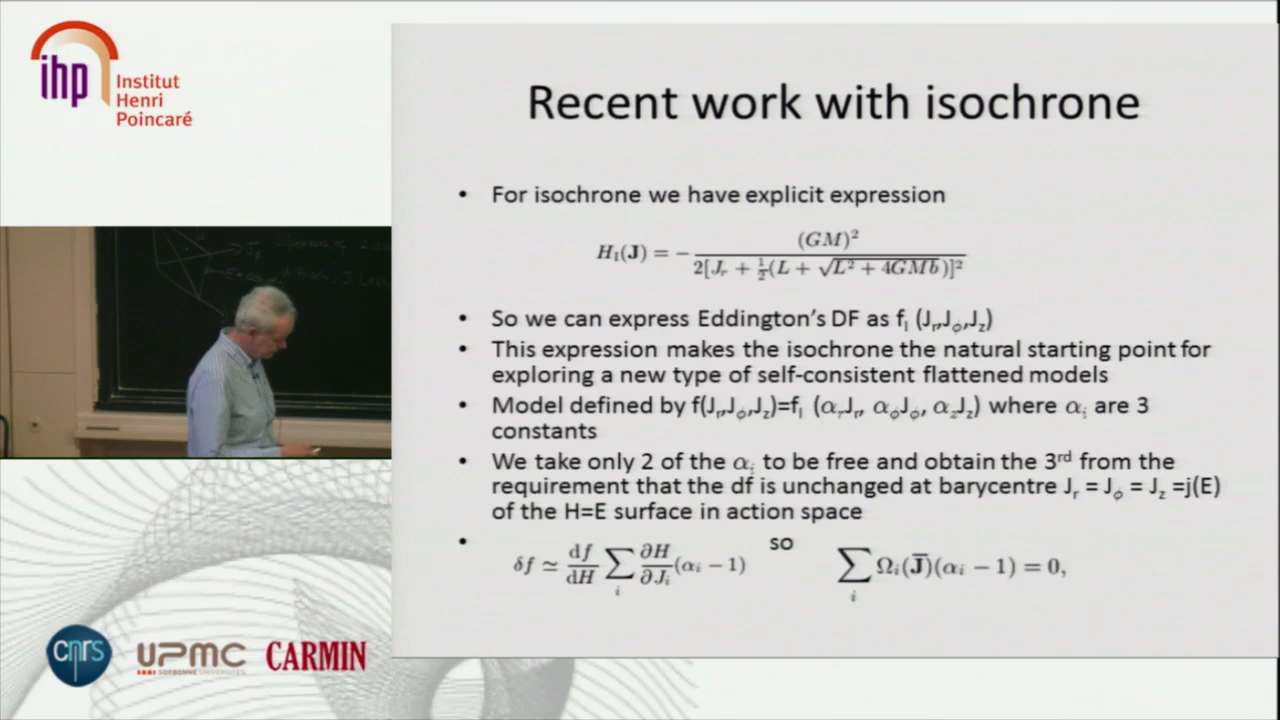 ihp
Institut
Henri
Poincaré
Recent work with isochrone
• For isochrone we have explicit expression
H_I(J) = − (GM)² / 2[J_r + ½(L + √(L² + 4GMb))]²
• So we can express Eddington's DF as f_I (J_r,J_ϕ,J_z)
• This expression makes the isochrone the natural starting point for
exploring a new type of self-consistent flattened models
• Model defined by f(J_r,J_ϕ,J_z)=f_I (α_rJ_r, α_ϕJ_ϕ, α_zJ_z) where α_i are 3
constants
• We take only 2 of the α_i to be free and obtain the 3rd from the
requirement that the df is unchanged at barycentre J_r = J_ϕ = J_z =j(E)
of the H=E surface in action space
• δf ≃ df/dH ∑_i ∂H/∂J_i (α_i − 1) so ∑_i Ω_i(J̅)(α_i − 1) = 0,
cnrs
UPMC
SORBONNE UNIVERSITÉS
CARMIN